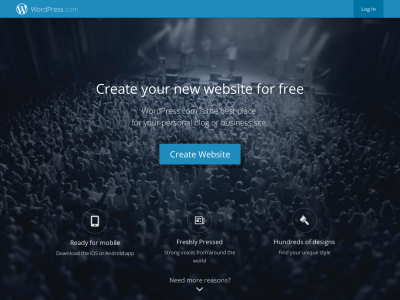 WordPress.com
Log In
Create your new website for free
WordPress.com is the best place
for your personal blog or business site.
Create Website
Ready for mobile
Freshly Pressed
Hundreds of designs
Download the iOS or Android app
Strong voices from around the
world
Find your unique style
Need more reasons?